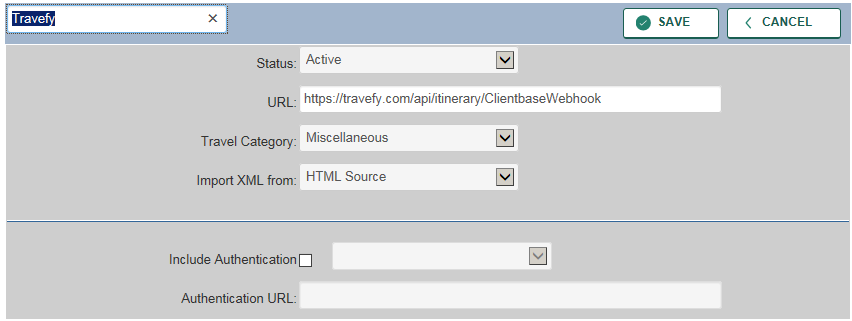 Travefy
SAVE
CANCEL
Status: Active
URL: https://travefy.com/api/itinerary/ClientbaseWebhook
Travel Category: Miscellaneous
Import XML from: HTML Source
Include Authentication
Authentication URL: